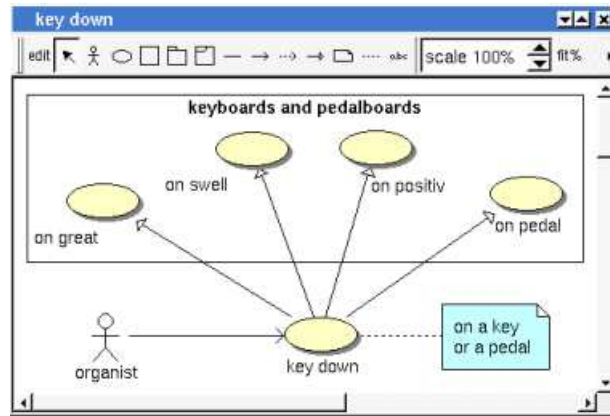 key down
edit abc scale 100% fit%
keyboards and pedalboards
on swell
on positiv
on great
on pedal
on a key
or a pedal
organist
key down